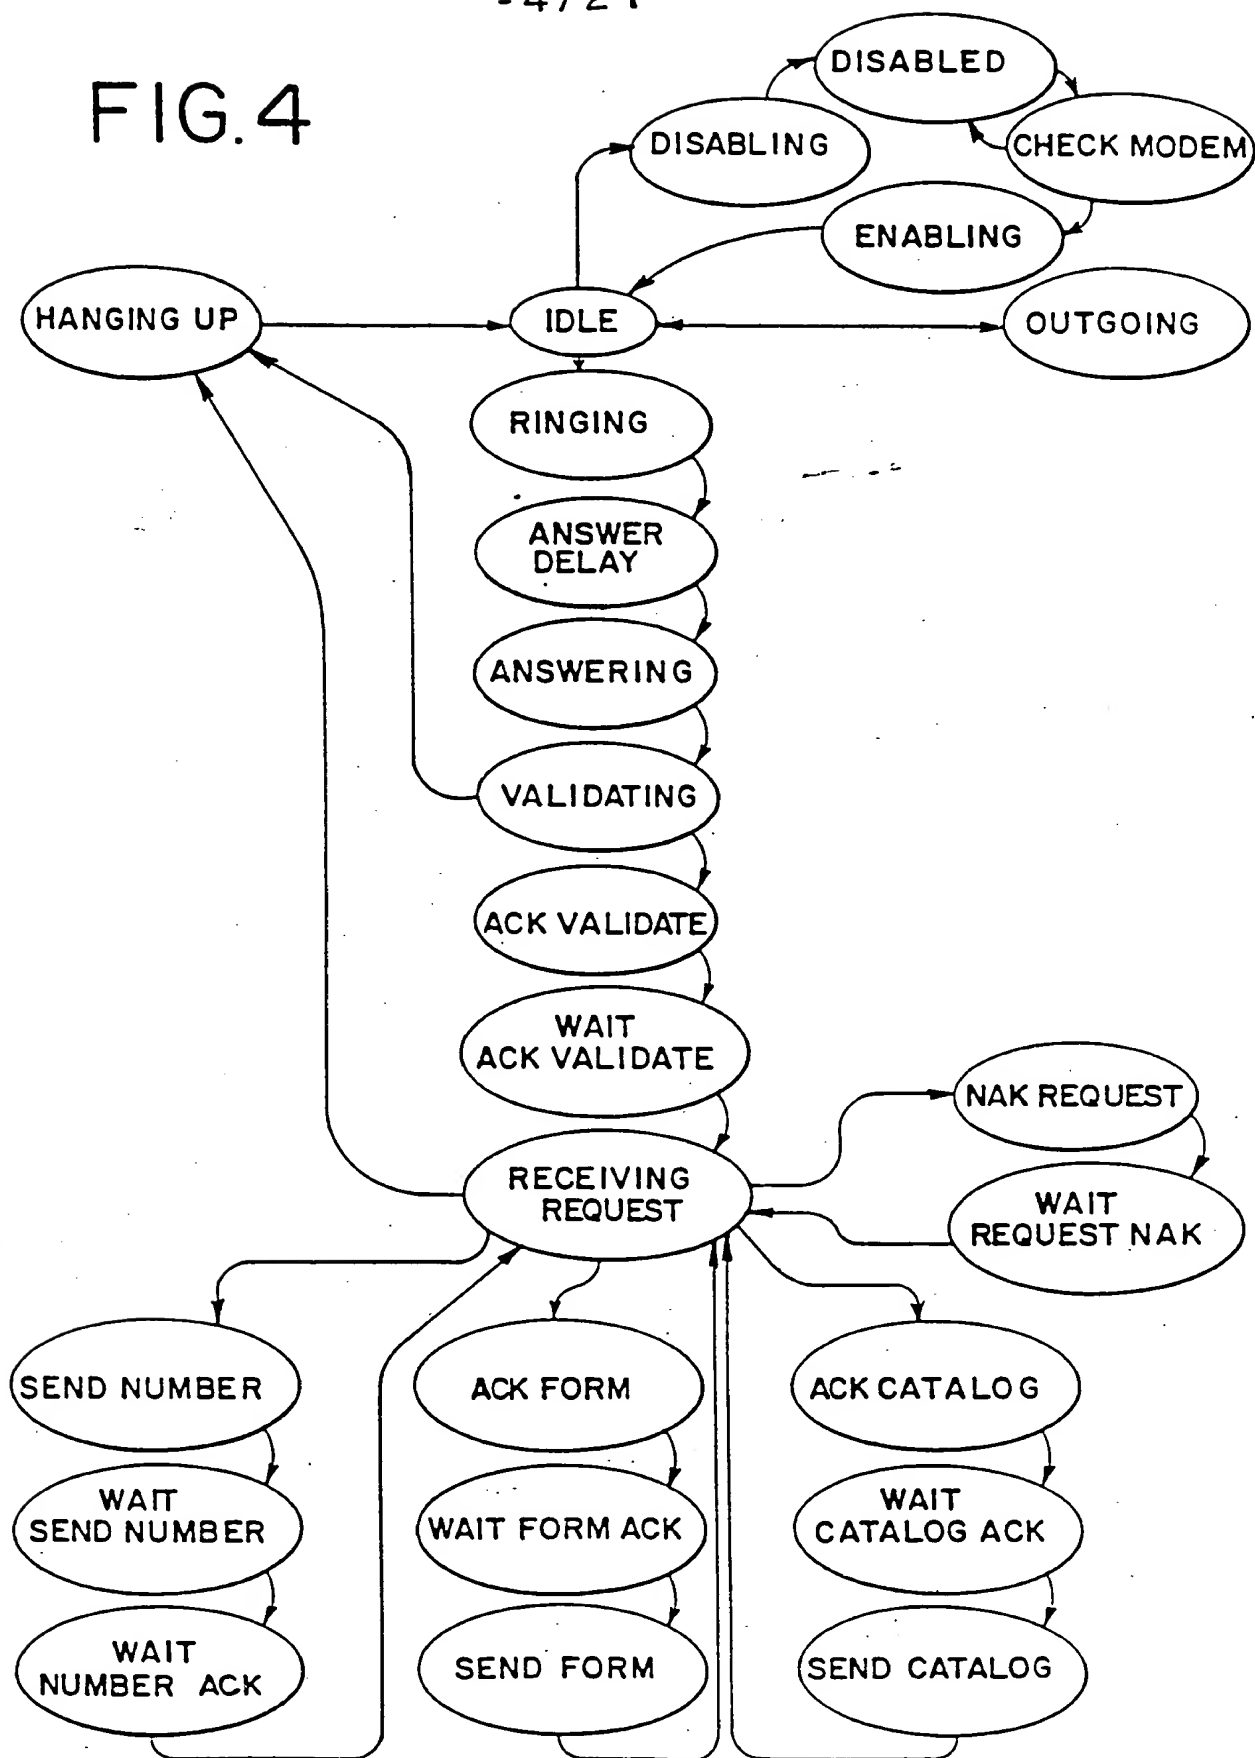 FIG.4
DISABLED
DISABLING
CHECK MODEM
ENABLING
HANGING UP
IDLE
OUTGOING
RINGING
ANSWER
DELAY
ANSWERING
VALIDATING
ACK VALIDATE
WAIT
ACK VALIDATE
NAK REQUEST
RECEIVING
REQUEST
WAIT
REQUEST NAK
SEND NUMBER
ACK FORM
ACK CATALOG
WAIT
SEND NUMBER
WAIT FORM ACK
WAIT
CATALOG ACK
WAIT
NUMBER ACK
SEND FORM
SEND CATALOG